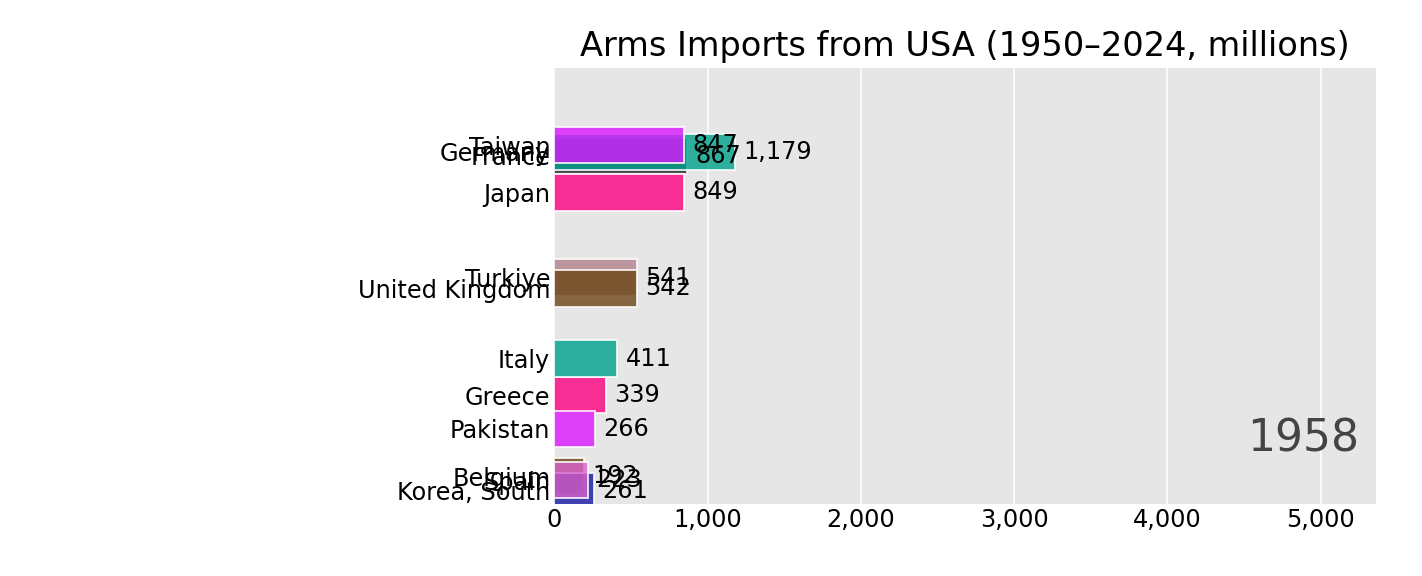 Arms Imports from USA (1950–2024, millions)
Taiwan 847
Germany 1,179
France 867
Japan 849
Turkiye 541
United Kingdom 542
Italy 411
Greece 339
Pakistan 266
Belgium 192
Spain 223
Korea, South 261
1958
0 1,000 2,000 3,000 4,000 5,000